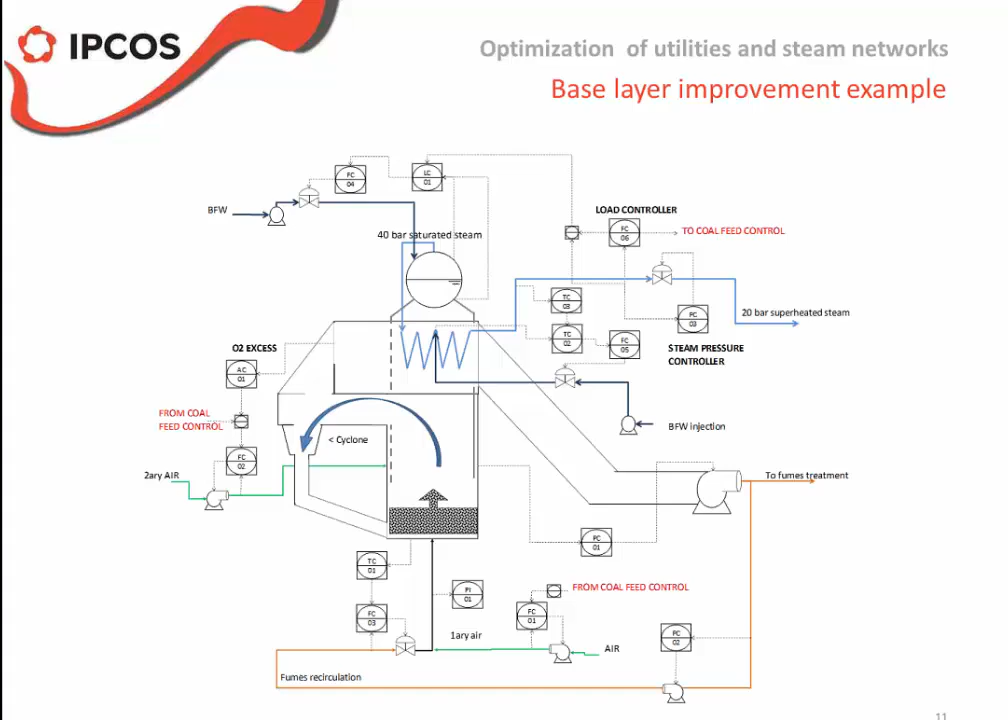 IPCOS
Optimization of utilities and steam networks
Base layer improvement example
FC
04
LC
01
BFW
LOAD CONTROLLER
FC
06
TO COAL FEED CONTROL
40 bar saturated steam
TC
03
PC
03
20 bar superheated steam
TC
02
FC
05
STEAM PRESSURE
CONTROLLER
O2 EXCESS
AC
01
FROM COAL
FEED CONTROL
BFW injection
< Cyclone
FC
02
2ary AIR
To fumes treatment
PC
01
TC
01
PI
01
FROM COAL FEED CONTROL
FC
03
FC
01
1ary air
AIR
PC
02
Fumes recirculation
11